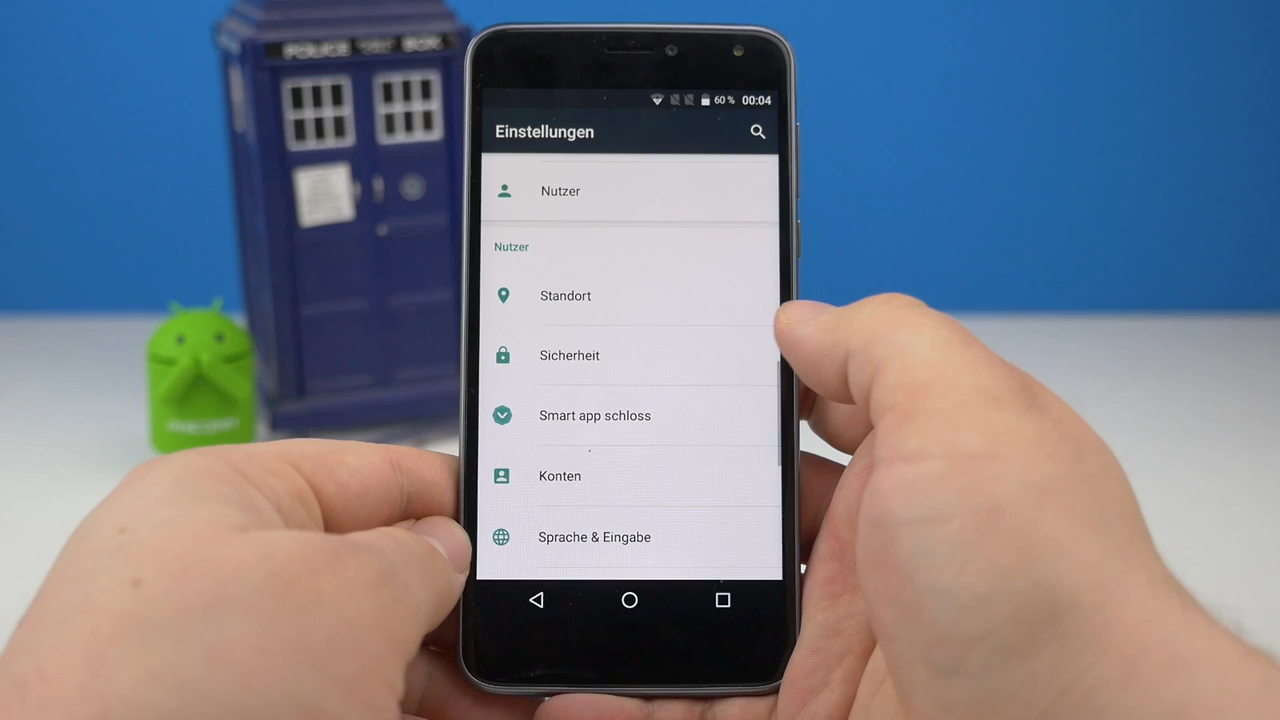 POLICE BOX
60 % 00:04
Einstellungen
Nutzer
Nutzer
Standort
Sicherheit
Smart app schloss
Konten
Sprache & Eingabe